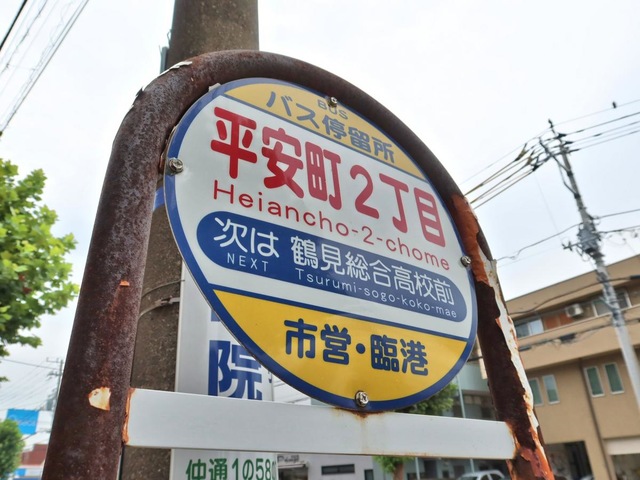 BUS
バス停留所
平安町2丁目
Heiancho-2-chome
次は 鶴見総合高校前
NEXT Tsurumi-sogo-koko-mae
市営・臨港
院
仲通1の58